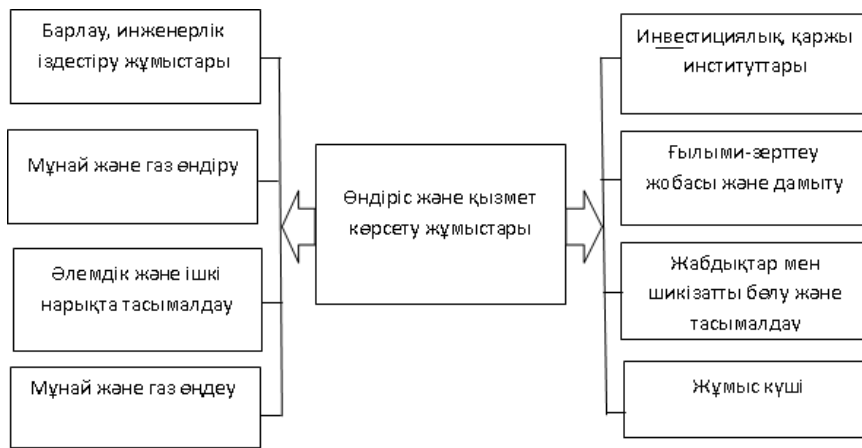 Барлау, инженерлік
іздестіру жұмыстары
Мұнай және газ өндіру
Әлемдік және ішкі
нарықта тасымалдау
Мұнай және газ өңдеу
Өндіріс және қызмет
көрсету жұмыстары
Инвестициялық, қаржы
институттары
Ғылыми-зерттеу
жобасы және дамыту
Жабдықтар мен
шикізатты бөлу және
тасымалдау
Жұмыс күші